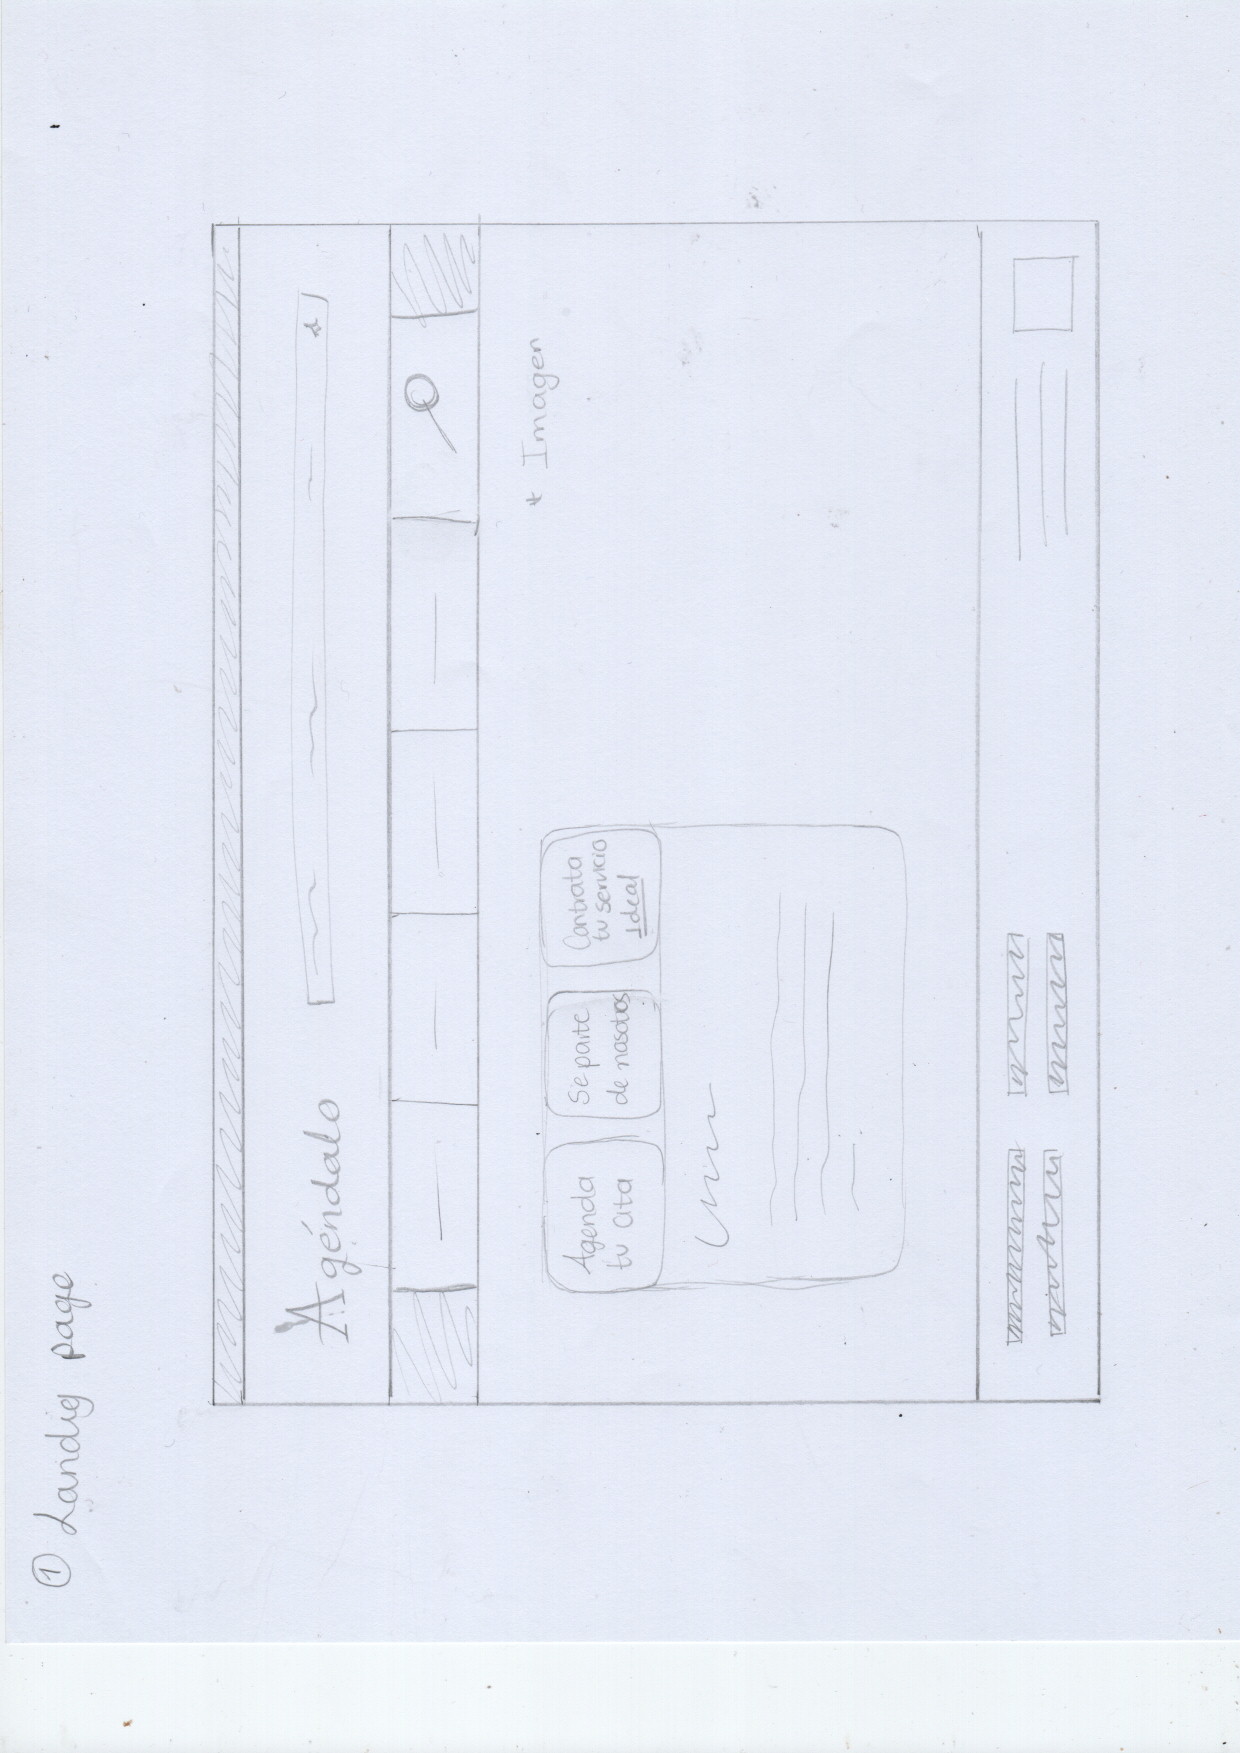 1 Landig page
Agéndalo
* Imagen
Agenda
tu cita
Se parte
de nosotros
Contrata
tu servicio
Ideal